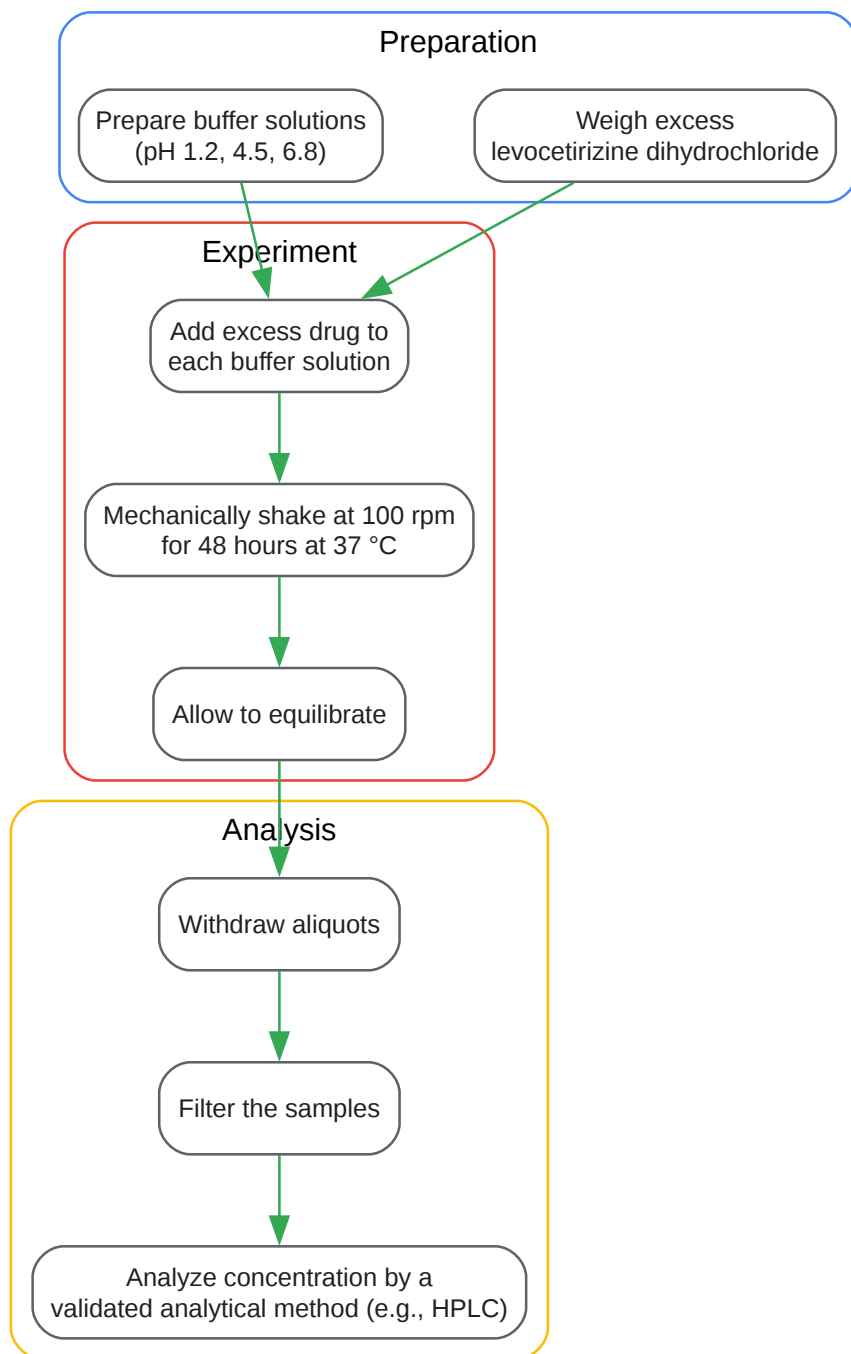 Preparation
Prepare buffer solutions
(pH 1.2, 4.5, 6.8)
Weigh excess
levocetirizine dihydrochloride
Experiment
Add excess drug to
each buffer solution
Mechanically shake at 100 rpm
for 48 hours at 37 °C
Allow to equilibrate
Analysis
Withdraw aliquots
Filter the samples
Analyze concentration by a
validated analytical method (e.g., HPLC)